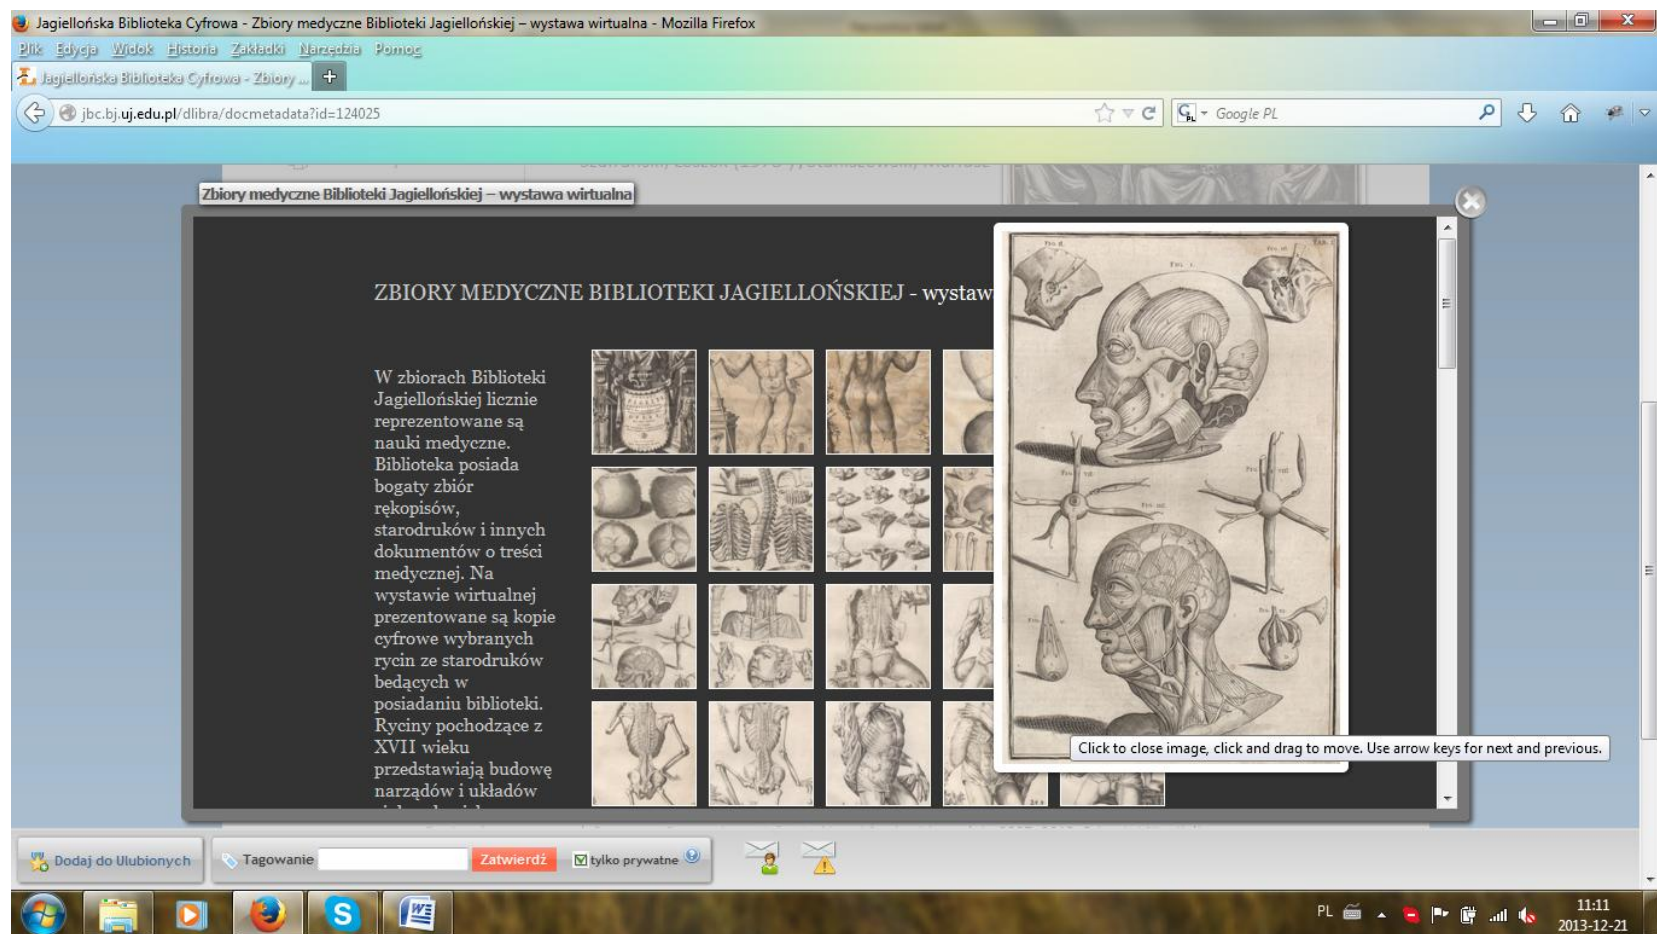 Jagiellońska Biblioteka Cyfrowa - Zbiory medyczne Biblioteki Jagiellońskiej – wystawa wirtualna - Mozilla Firefox
Plik Edycja Widok Historia Zakładki Narzędzia Pomoc
Jagiellońska Biblioteka Cyfrowa - Zbiory ...
jbc.bj.uj.edu.pl/dlibra/docmetadata?id=124025
Google PL
Zbiory medyczne Biblioteki Jagiellońskiej – wystawa wirtualna
ZBIORY MEDYCZNE BIBLIOTEKI JAGIELLOŃSKIEJ - wystaw
W zbiorach Biblioteki
Jagiellońskiej licznie
reprezentowane są
nauki medyczne.
Biblioteka posiada
bogaty zbiór
rękopisów,
starodruków i innych
dokumentów o treści
medycznej. Na
wystawie wirtualnej
prezentowane są kopie
cyfrowe wybranych
rycin ze starodruków
bedących w
posiadaniu biblioteki.
Ryciny pochodzące z
XVII wieku
przedstawiają budowę
narządów i układów
Click to close image, click and drag to move. Use arrow keys for next and previous.
Dodaj do Ulubionych
Tagowanie
Zatwierdź
tylko prywatne
PL
11:11
2013-12-21